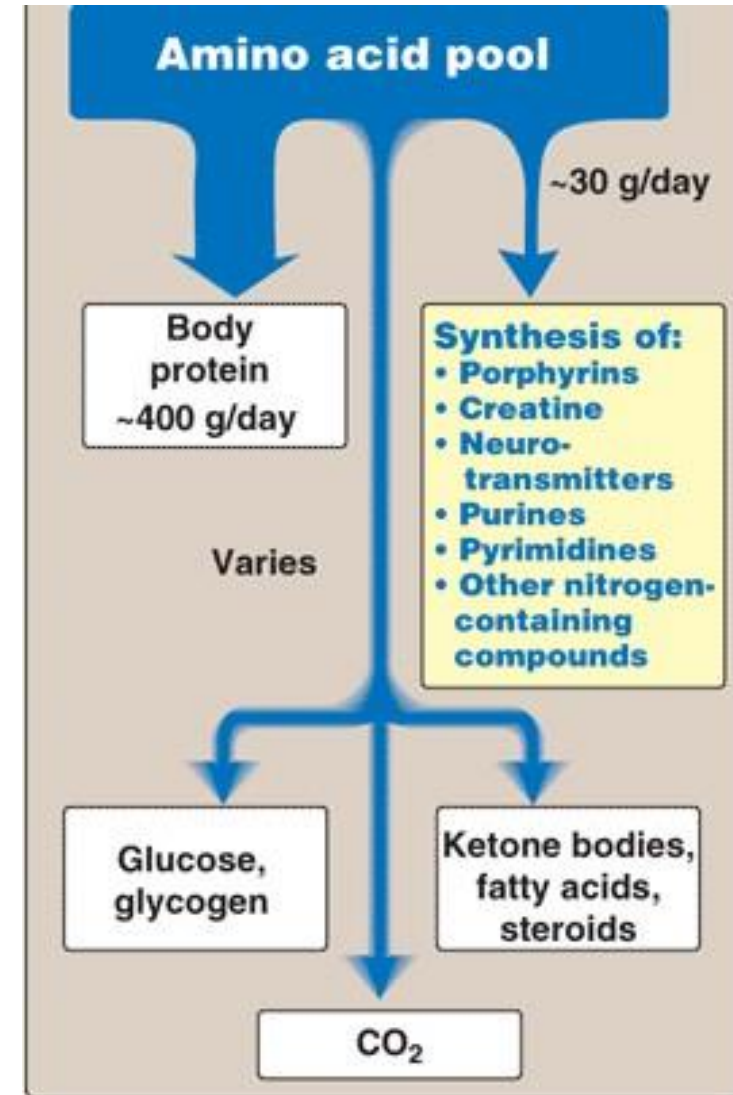 Amino acid pool
~30 g/day
Body
protein
~400 g/day
Synthesis of:
• Porphyrins
• Creatine
• Neuro-
transmitters
• Purines
• Pyrimidines
• Other nitrogen-
containing
compounds
Varies
Glucose,
glycogen
Ketone bodies,
fatty acids,
steroids
CO₂